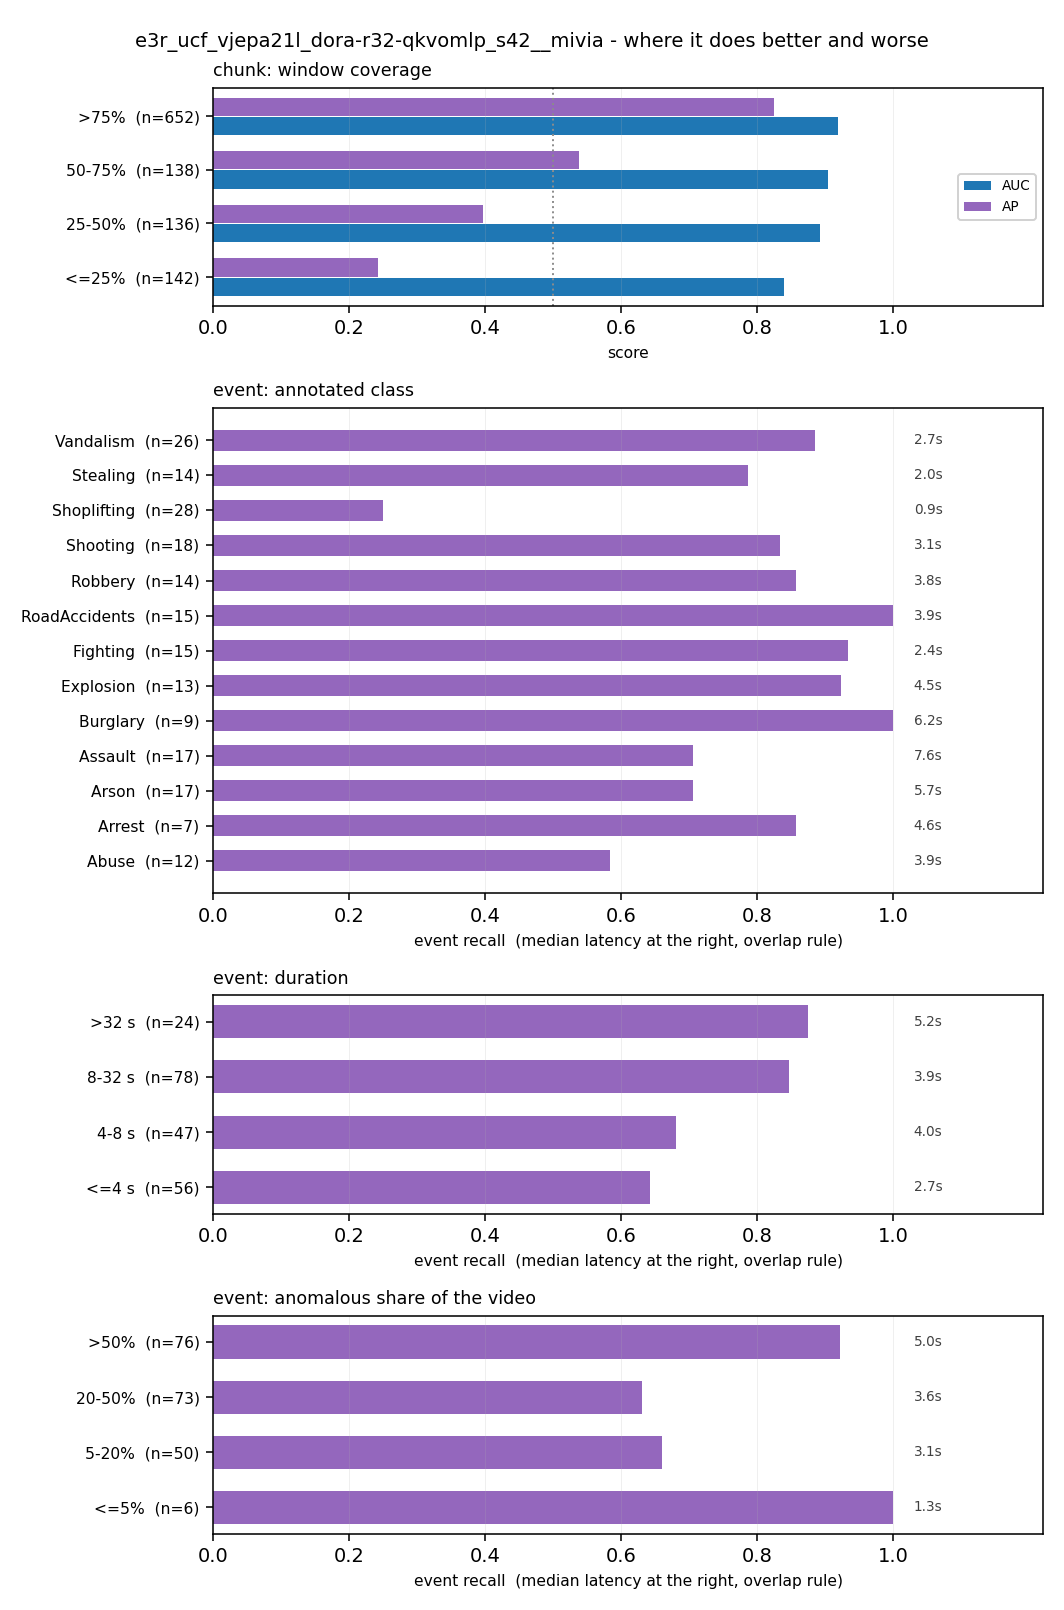 e3r_ucf_vjepa21l_dora-r32-qkvomlp_s42__mivia - where it does better and worse
chunk: window coverage
>75% (n=652)
50-75% (n=138)
25-50% (n=136)
<=25% (n=142)
AUC
AP
0.0 0.2 0.4 0.6 0.8 1.0
score
event: annotated class
Vandalism (n=26) 2.7s
Stealing (n=14) 2.0s
Shoplifting (n=28) 0.9s
Shooting (n=18) 3.1s
Robbery (n=14) 3.8s
RoadAccidents (n=15) 3.9s
Fighting (n=15) 2.4s
Explosion (n=13) 4.5s
Burglary (n=9) 6.2s
Assault (n=17) 7.6s
Arson (n=17) 5.7s
Arrest (n=7) 4.6s
Abuse (n=12) 3.9s
0.0 0.2 0.4 0.6 0.8 1.0
event recall (median latency at the right, overlap rule)
event: duration
>32 s (n=24) 5.2s
8-32 s (n=78) 3.9s
4-8 s (n=47) 4.0s
<=4 s (n=56) 2.7s
0.0 0.2 0.4 0.6 0.8 1.0
event recall (median latency at the right, overlap rule)
event: anomalous share of the video
>50% (n=76) 5.0s
20-50% (n=73) 3.6s
5-20% (n=50) 3.1s
<=5% (n=6) 1.3s
0.0 0.2 0.4 0.6 0.8 1.0
event recall (median latency at the right, overlap rule)